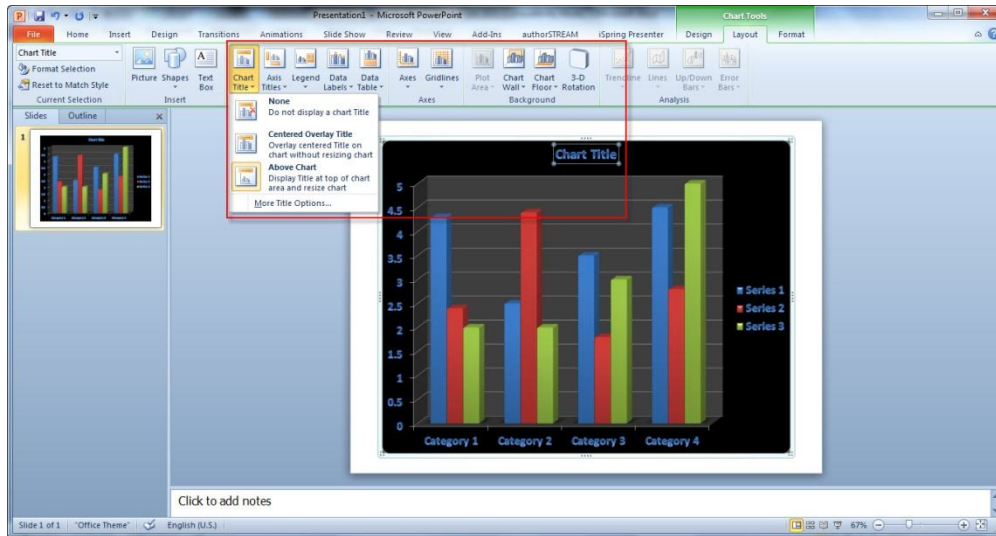 Presentation1 - Microsoft PowerPoint
Chart Tools
File Home Insert Design Transitions Animations Slide Show Review View Add-Ins authorSTREAM iSpring Presenter Design Layout Format
Chart Title
Format Selection
Reset to Match Style
Current Selection
Picture Shapes Text Box
Insert
Chart Title Axis Titles Legend Data Labels Data Table
Axes Gridlines
Axes
Plot Area Chart Wall Chart Floor 3-D Rotation
Background
Trendline Lines Up/Down Bars Error Bars
Analysis
None
Do not display a chart Title
Centered Overlay Title
Overlay centered Title on
chart without resizing chart
Above Chart
Display Title at top of chart
area and resize chart
More Title Options...
Slides Outline
1
Chart Title
5
4.5
4
3.5
3
2.5
2
1.5
1
0.5
0
Category 1 Category 2 Category 3 Category 4
Series 1
Series 2
Series 3
Click to add notes
Slide 1 of 1 "Office Theme" English (U.S.) 67%